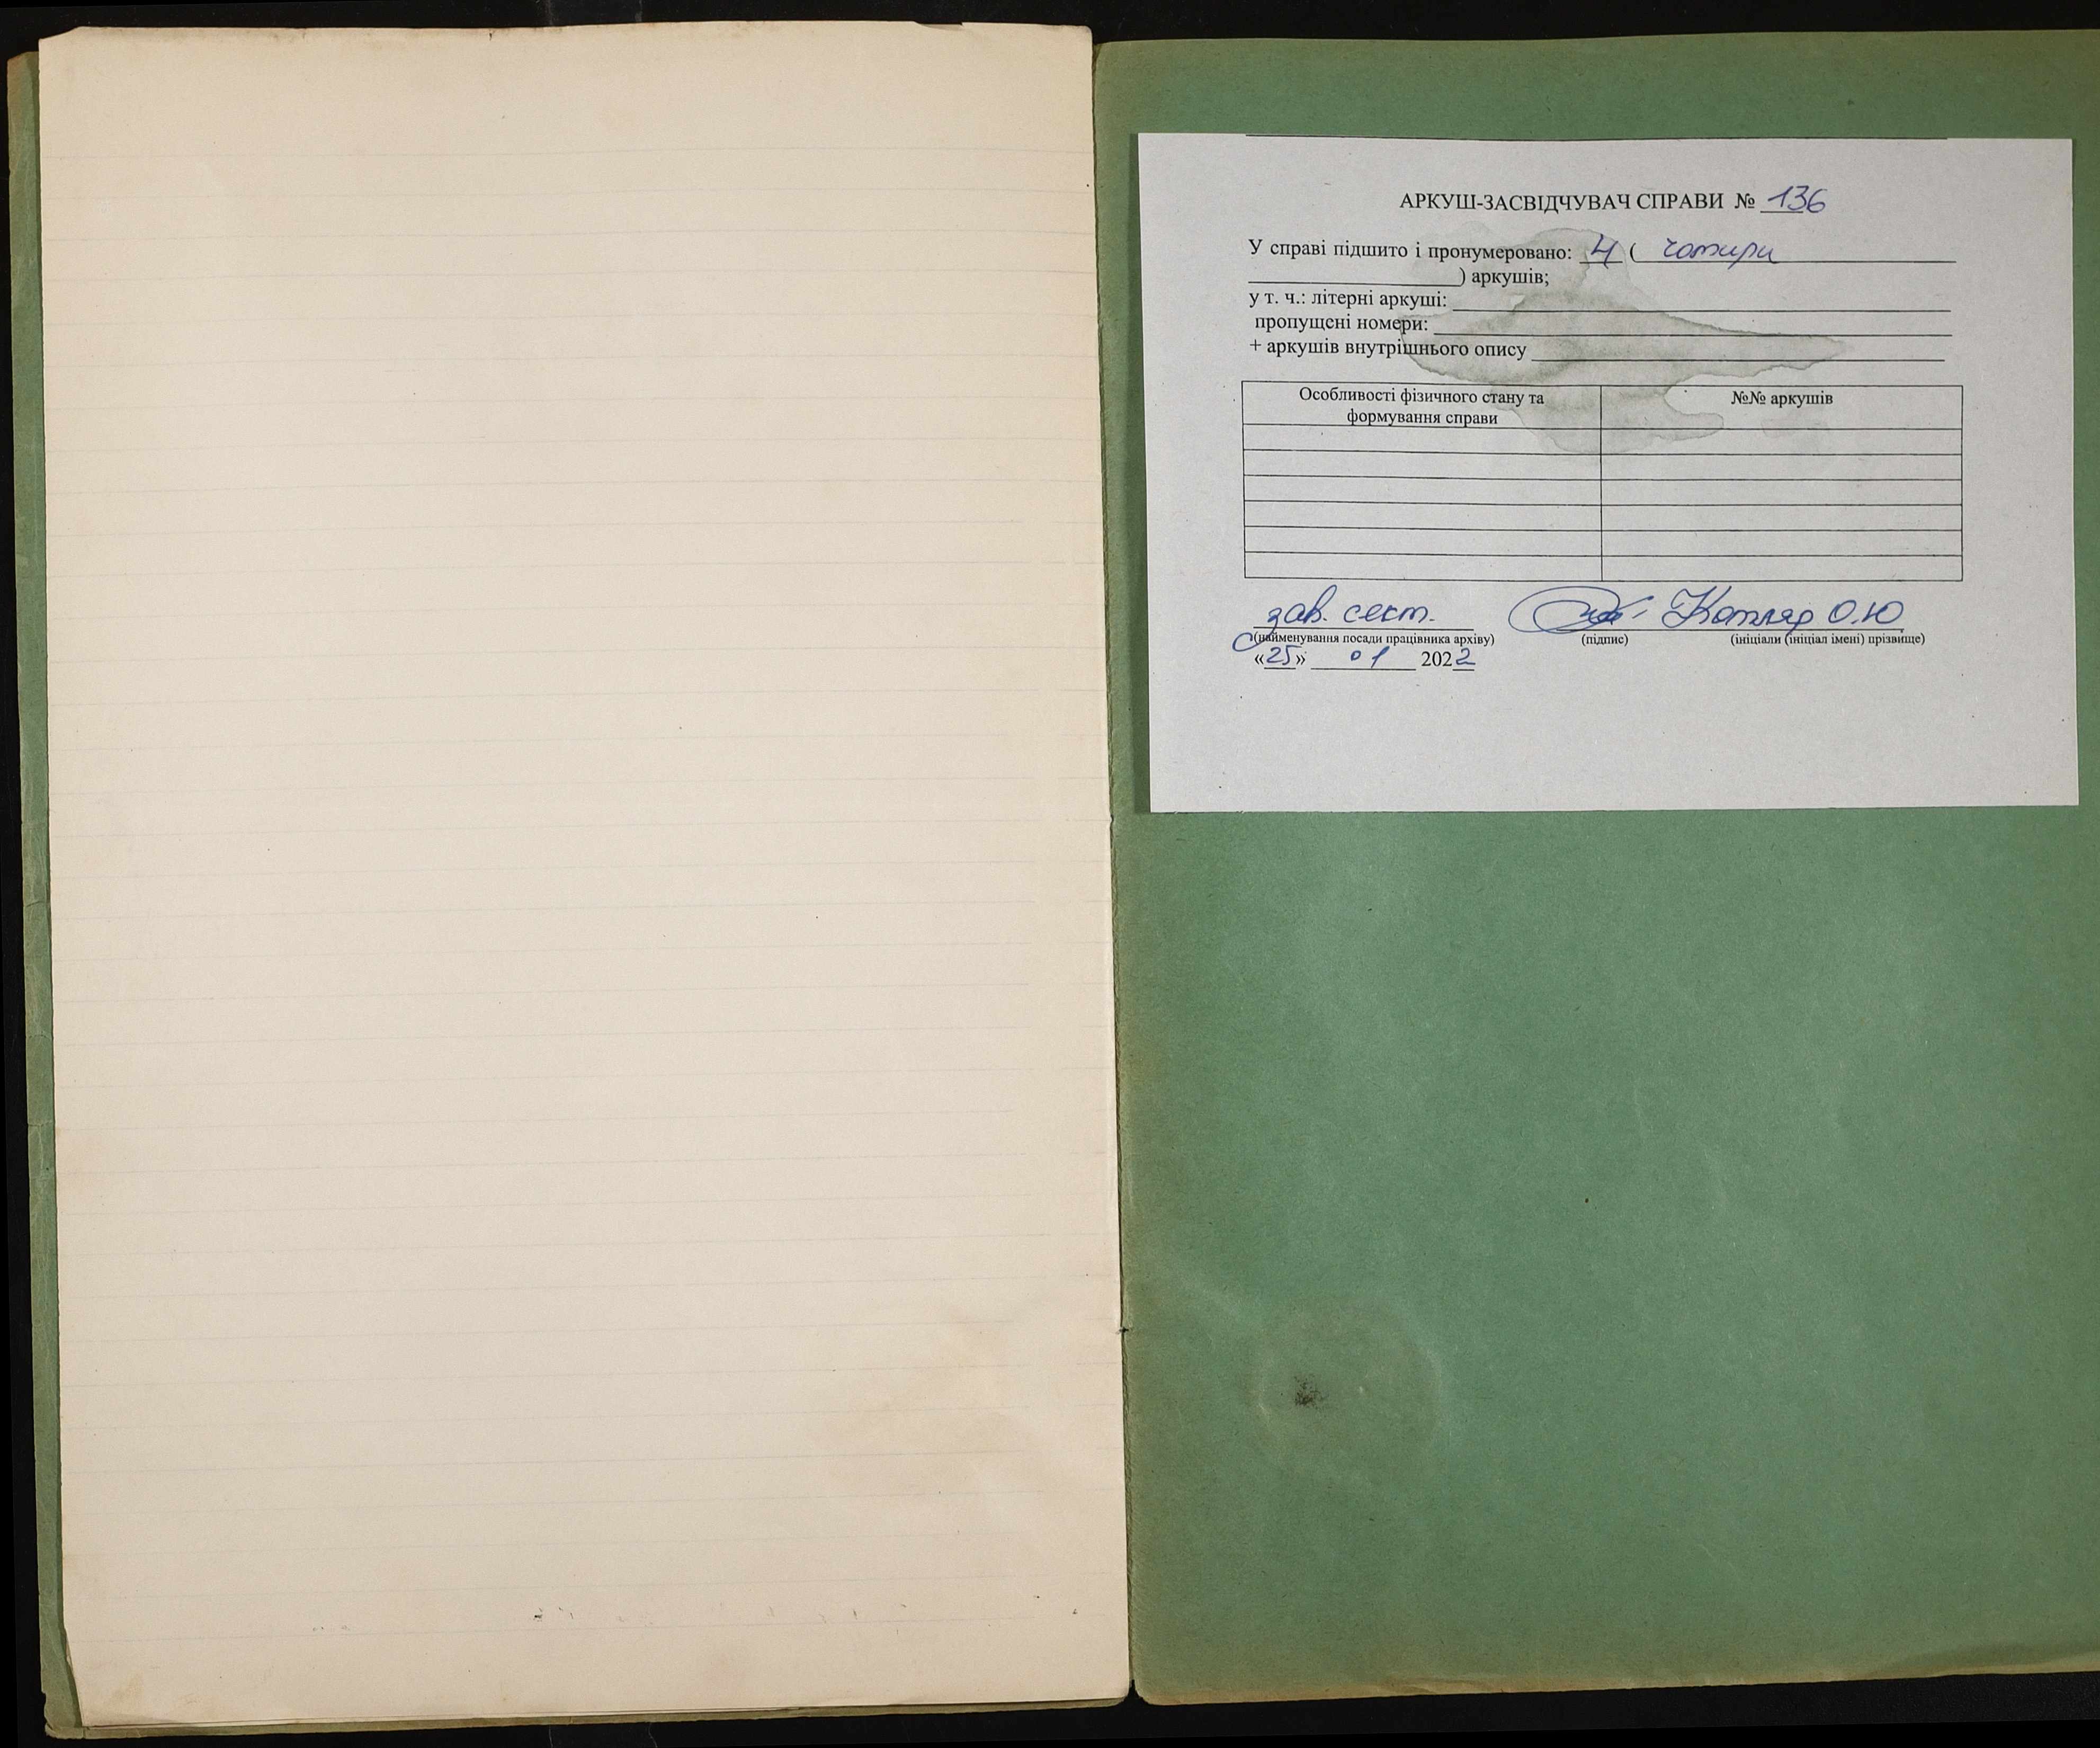 АРКУШ-ЗАСВІДЧУВАЧ СПРАВИ № 136
У справі підшито і пронумеровано: 4 ( чотири
) аркушів;
у т. ч.: літерні аркуші:
пропущені номери:
+ аркушів внутрішнього опису
Особливості фізичного стану та формування справи №№ аркушів
зав. сект. Котляр О.Ю
(найменування посади працівника архіву) (підпис) (ініціали (ініціал імені) прізвище)
«25» 01 2022